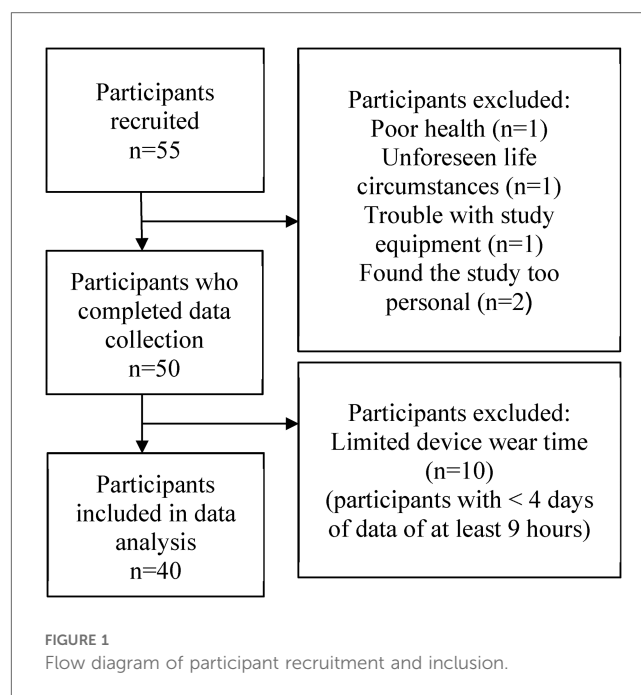 Participants
recruited
n=55
Participants excluded:
Poor health (n=1)
Unforeseen life
circumstances (n=1)
Trouble with study
equipment (n=1)
Found the study too
personal (n=2)
Participants who
completed data
collection
n=50
Participants excluded:
Limited device wear time
(n=10)
(participants with < 4 days
of data of at least 9 hours)
Participants
included in data
analysis
n=40
FIGURE 1
Flow diagram of participant recruitment and inclusion.